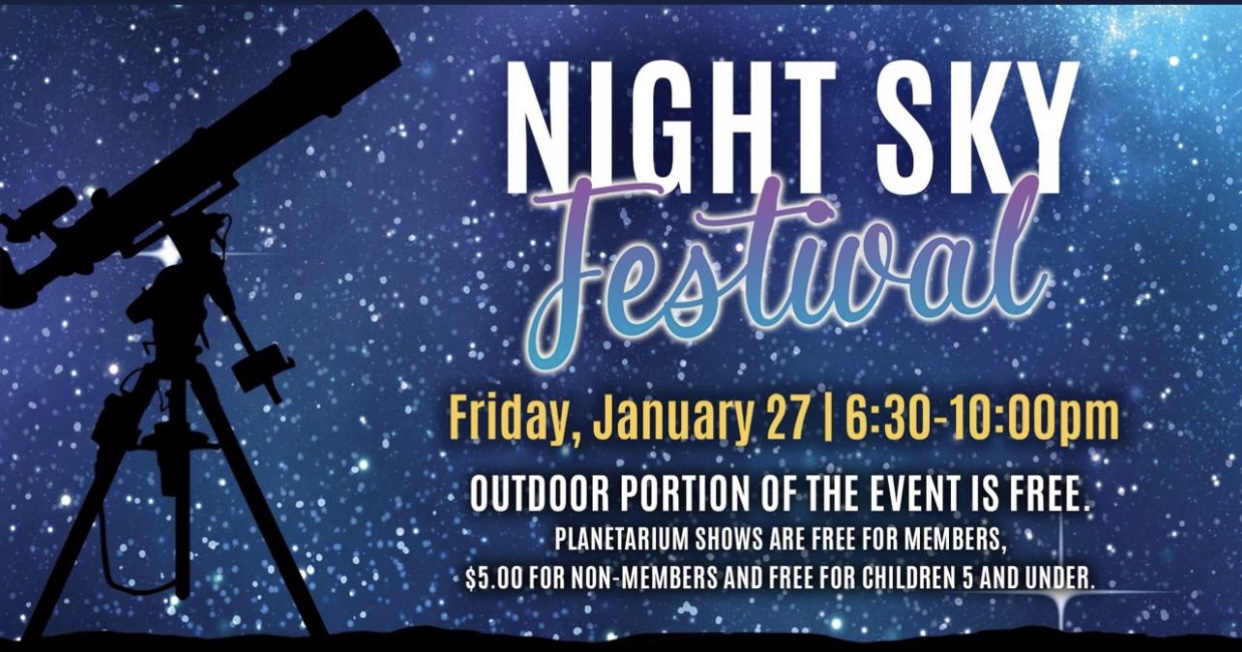 NIGHT SKY
Festival
Friday, January 27 | 6:30-10:00pm
OUTDOOR PORTION OF THE EVENT IS FREE.
PLANETARIUM SHOWS ARE FREE FOR MEMBERS,
$5.00 FOR NON-MEMBERS AND FREE FOR CHILDREN 5 AND UNDER.